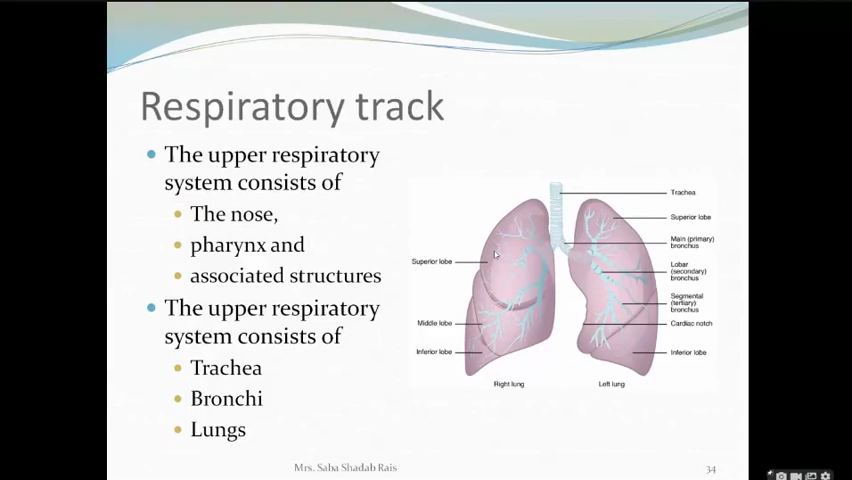 Respiratory track
The upper respiratory
system consists of
The nose,
pharynx and
associated structures
The upper respiratory
system consists of
Trachea
Bronchi
Lungs
Trachea
Superior lobe
Main (primary)
bronchus
Lobar
(secondary)
bronchus
Segmental
(tertiary)
bronchus
Cardiac notch
Inferior lobe
Superior lobe
Middle lobe
Inferior lobe
Right lung
Left lung
Mrs. Saba Shadab Rais
34